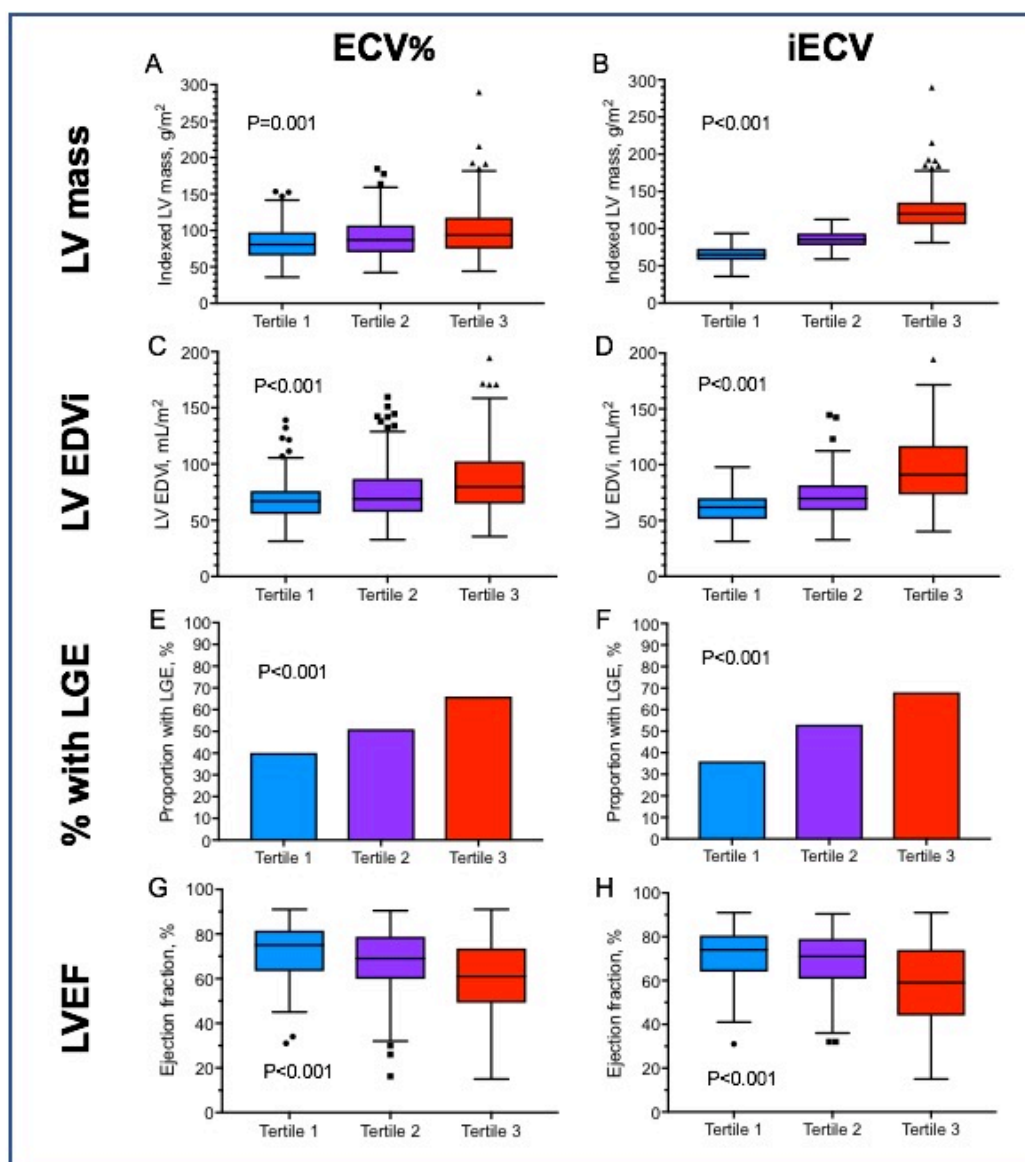 ECV%
iECV
LV mass
A
Indexed LV mass, g/m²
300
250
200
150
100
50
0
P=0.001
Tertile 1
Tertile 2
Tertile 3
B
Indexed LV mass, g/m²
300
250
200
150
100
50
0
P<0.001
Tertile 1
Tertile 2
Tertile 3
LV EDVi
C
LV EDVi, mL/m²
200
150
100
50
0
P<0.001
Tertile 1
Tertile 2
Tertile 3
D
LV EDVi, mL/m²
200
150
100
50
0
P<0.001
Tertile 1
Tertile 2
Tertile 3
% with LGE
E
Proportion with LGE, %
100
90
80
70
60
50
40
30
20
10
0
P<0.001
Tertile 1
Tertile 2
Tertile 3
F
Proportion with LGE, %
100
90
80
70
60
50
40
30
20
10
0
P<0.001
Tertile 1
Tertile 2
Tertile 3
LVEF
G
Ejection fraction, %
100
80
60
40
20
0
P<0.001
Tertile 1
Tertile 2
Tertile 3
H
Ejection fraction, %
100
80
60
40
20
0
P<0.001
Tertile 1
Tertile 2
Tertile 3